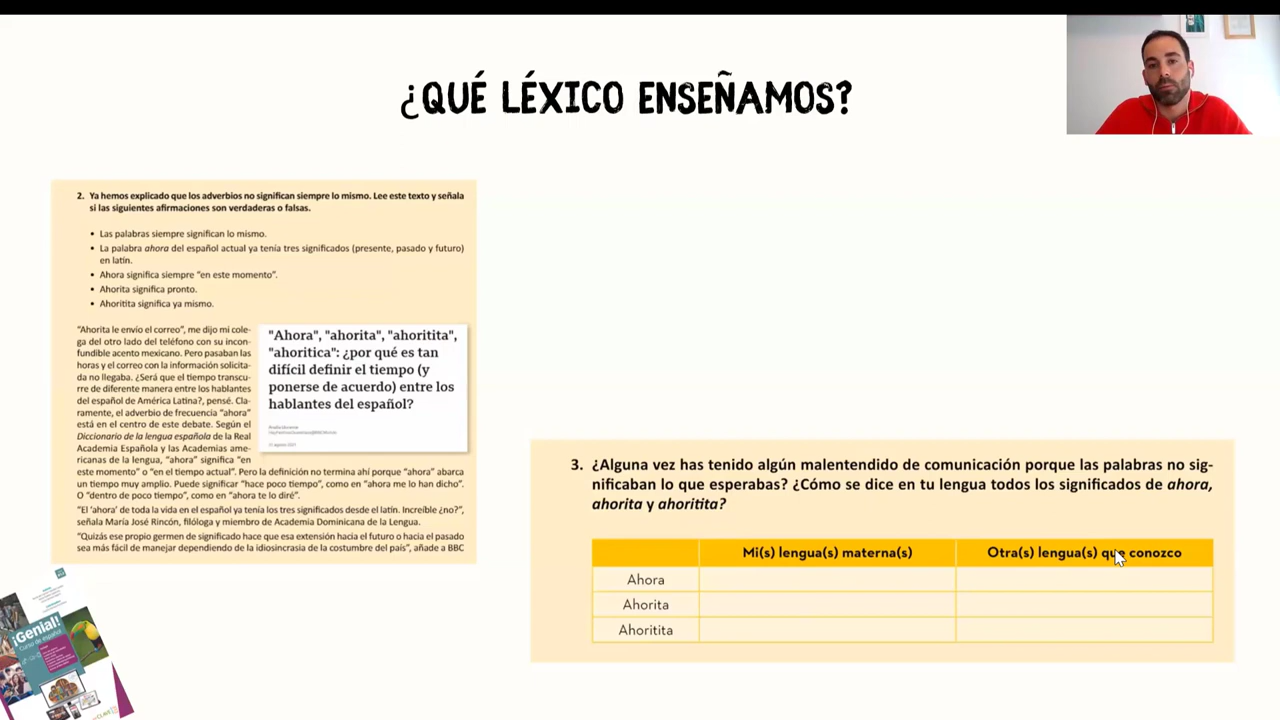 ¿QUÉ LÉXICO ENSEÑAMOS?
2. Ya hemos explicado que los adverbios no significan siempre lo mismo. Lee este texto y señala
si las siguientes afirmaciones son verdaderas o falsas.
• Las palabras siempre significan lo mismo.
• La palabra ahora del español actual ya tenía tres significados (presente, pasado y futuro)
en latín.
• Ahora significa siempre “en este momento”.
• Ahorita significa pronto.
• Ahoritita significa ya mismo.
“Ahorita le envío el correo”, me dijo mi cole-
ga del otro lado del teléfono con su incon-
fundible acento mexicano. Pero pasaban las
horas y el correo con la información solicita-
da no llegaba. ¿Será que el tiempo transcu-
rre de diferente manera entre los hablantes
del español de América Latina?, pensé. Cla-
ramente, el adverbio de frecuencia “ahora”
está en el centro de este debate. Según el
Diccionario de la lengua española de la Real
Academia Española y las Academias ame-
ricanas de la lengua, “ahora” significa “en
este momento” o “en el tiempo actual”. Pero la definición no termina ahí porque “ahora” abarca
un tiempo muy amplio. Puede significar “hace poco tiempo”, como en “ahora me lo han dicho”.
O “dentro de poco tiempo”, como en “ahora te lo diré”.
“El ‘ahora’ de toda la vida en el español ya tenía los tres significados desde el latín. Increíble ¿no?”,
señala María José Rincón, filóloga y miembro de Academia Dominicana de la Lengua.
“Quizás ese propio germen de significado hace que esa extensión hacia el futuro o hacia el pasado
sea más fácil de manejar dependiendo de la idiosincrasia de la costumbre del país”, añade a BBC
"Ahora", "ahorita", "ahoritita",
"ahoritica": ¿por qué es tan
difícil definir el tiempo (y
ponerse de acuerdo) entre los
hablantes del español?
3. ¿Alguna vez has tenido algún malentendido de comunicación porque las palabras no sig-
nificaban lo que esperabas? ¿Cómo se dice en tu lengua todos los significados de ahora,
ahorita y ahoritita?
Mi(s) lengua(s) materna(s) Otra(s) lengua(s) que conozco
Ahora
Ahorita
Ahoritita
¡Genial!
Curso de español